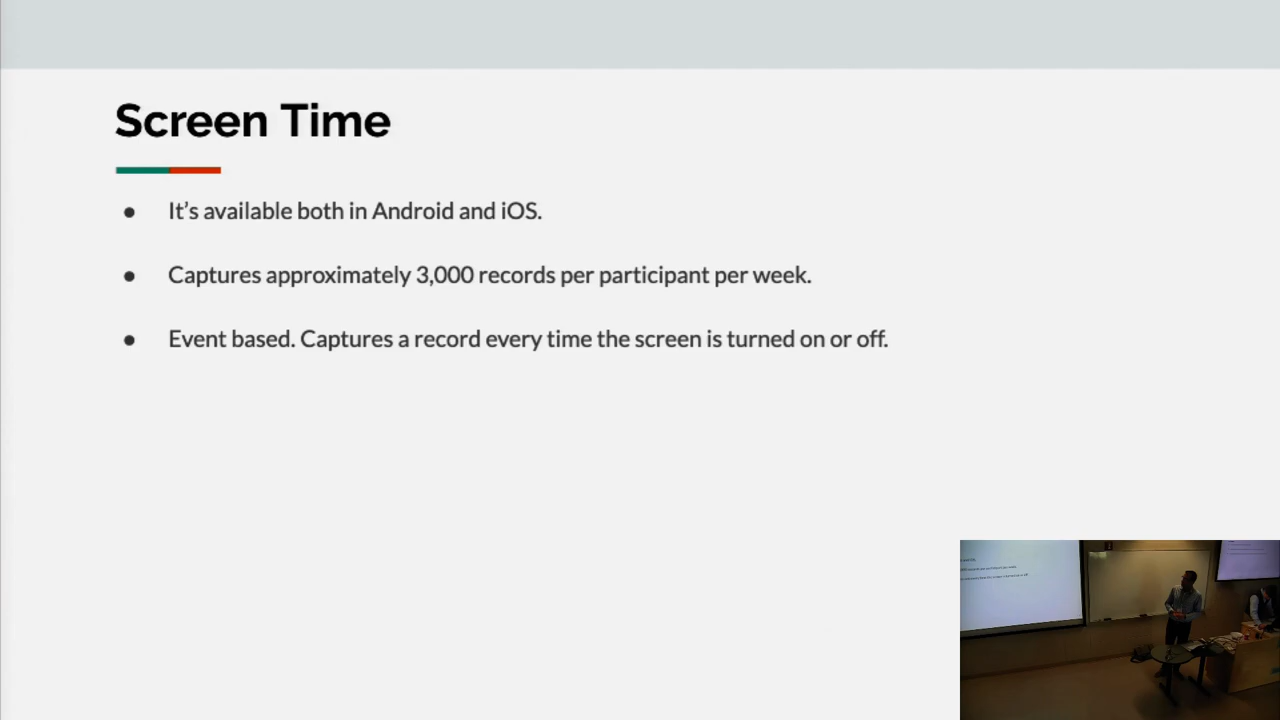 Screen Time
● It’s available both in Android and iOS.
● Captures approximately 3,000 records per participant per week.
● Event based. Captures a record every time the screen is turned on or off.